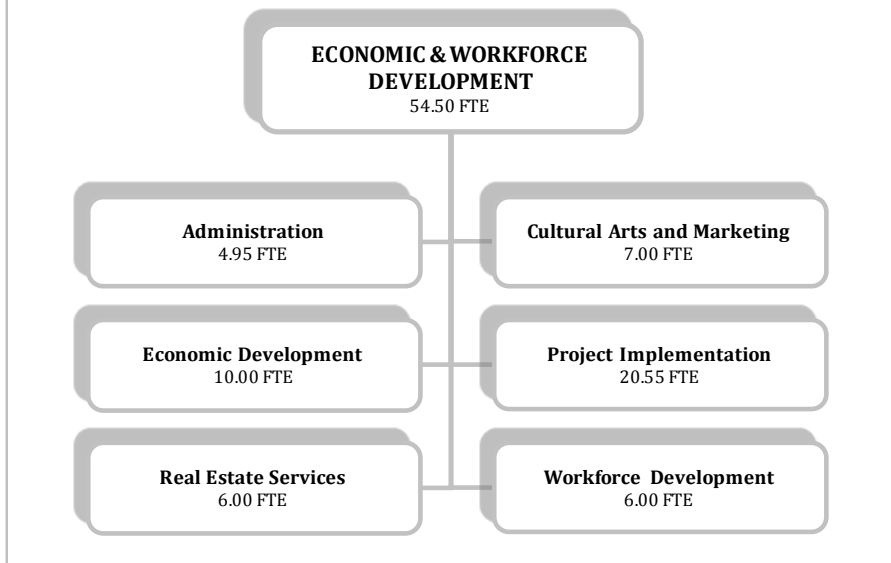 ECONOMIC & WORKFORCE
DEVELOPMENT
54.50 FTE
Administration
4.95 FTE
Cultural Arts and Marketing
7.00 FTE
Economic Development
10.00 FTE
Project Implementation
20.55 FTE
Real Estate Services
6.00 FTE
Workforce Development
6.00 FTE